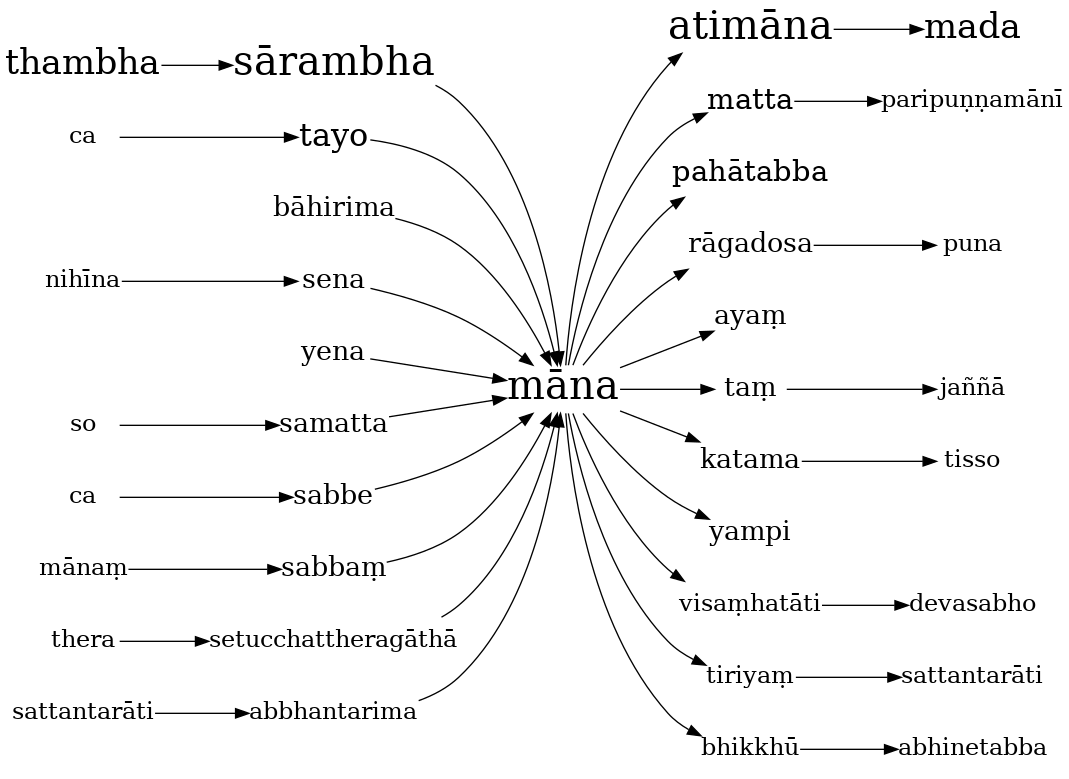 thambha sārambha atimāna mada
ca tayo matta paripuṇṇamānī
bāhirima pahātabba
nihīna sena rāgadosa puna
yena ayaṃ
māna
taṃ jaññā
so samatta katama tisso
ca sabbe yampi
mānaṃ sabbaṃ visaṃhatāti devasabho
thera setucchattheragāthā tiriyaṃ sattantarāti
sattantarāti abbhantarima bhikkhū abhinetabba